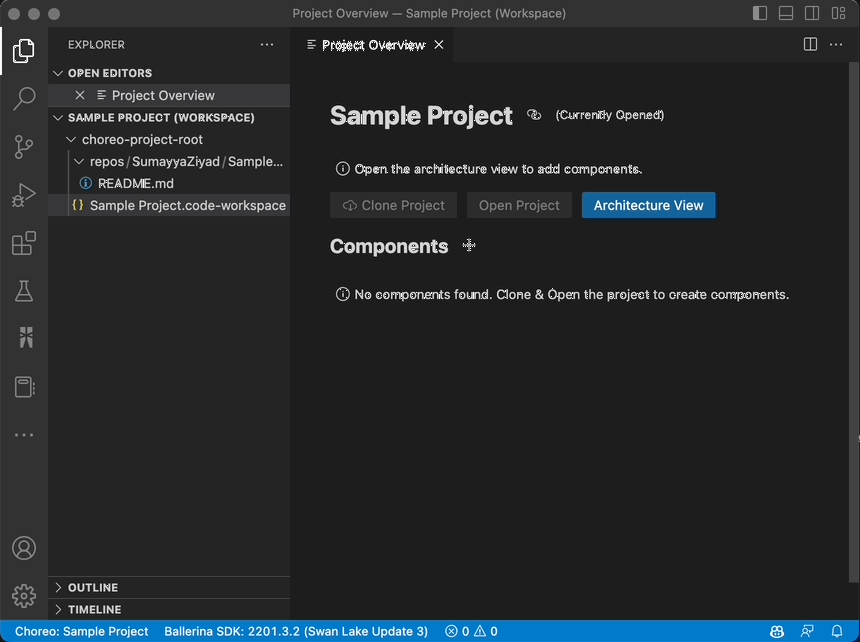 Project Overview — Sample Project (Workspace)
EXPLORER
OPEN EDITORS
Project Overview
SAMPLE PROJECT (WORKSPACE)
choreo-project-root
repos/SumayyaZiyad/Sample...
README.md
{} Sample Project.code-workspace
OUTLINE
TIMELINE
Project Overview
Sample Project (Currently Opened)
Open the architecture view to add components.
Clone Project Open Project Architecture View
Components
No components found. Clone & Open the project to create components.
Choreo: Sample Project Ballerina SDK: 2201.3.2 (Swan Lake Update 3) 0 0